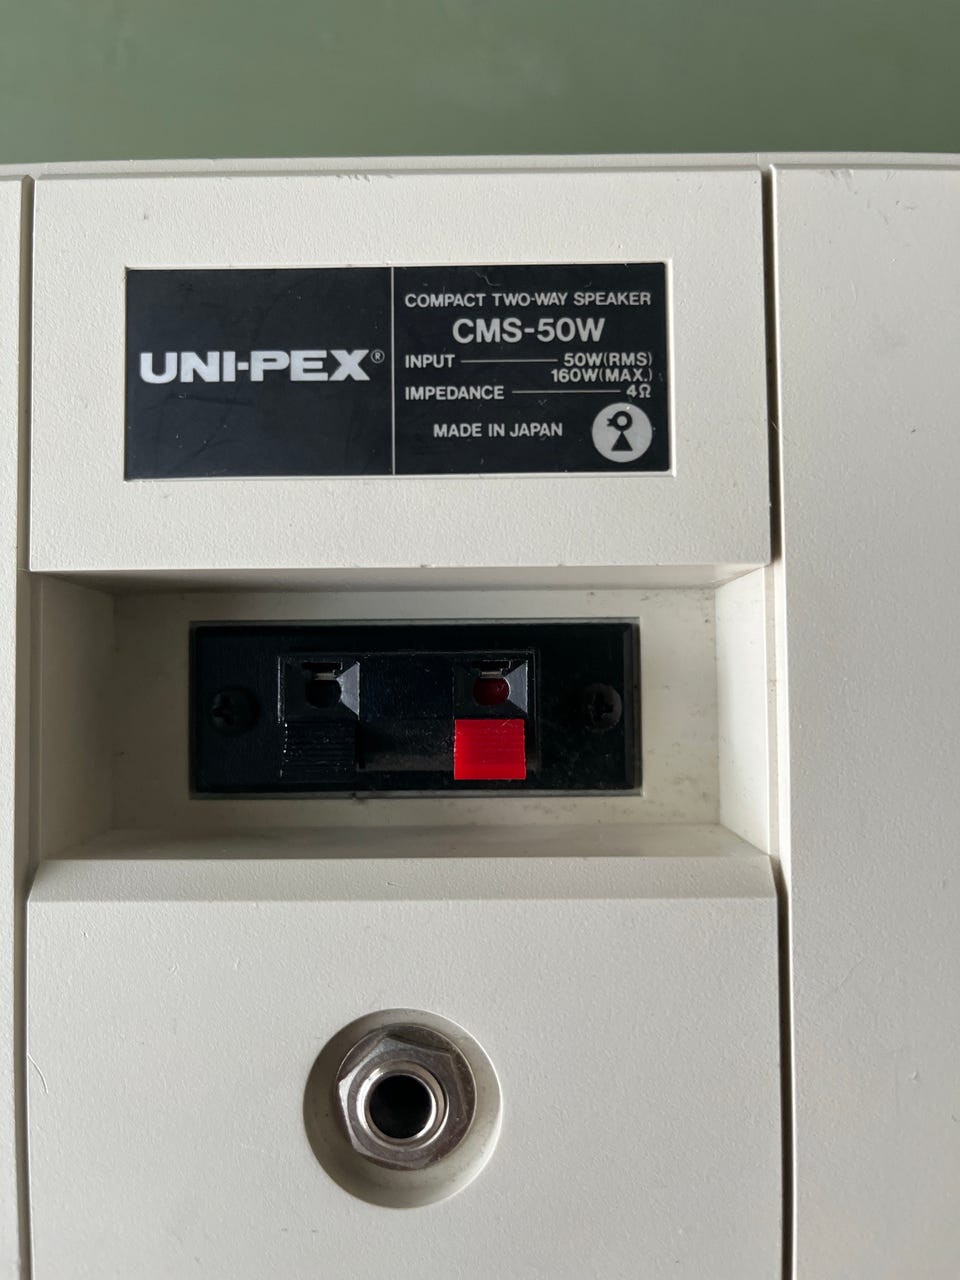 UNI-PEX®
COMPACT TWO-WAY SPEAKER
CMS-50W
INPUT 50W(RMS)
160W(MAX.)
IMPEDANCE 4Ω
MADE IN JAPAN